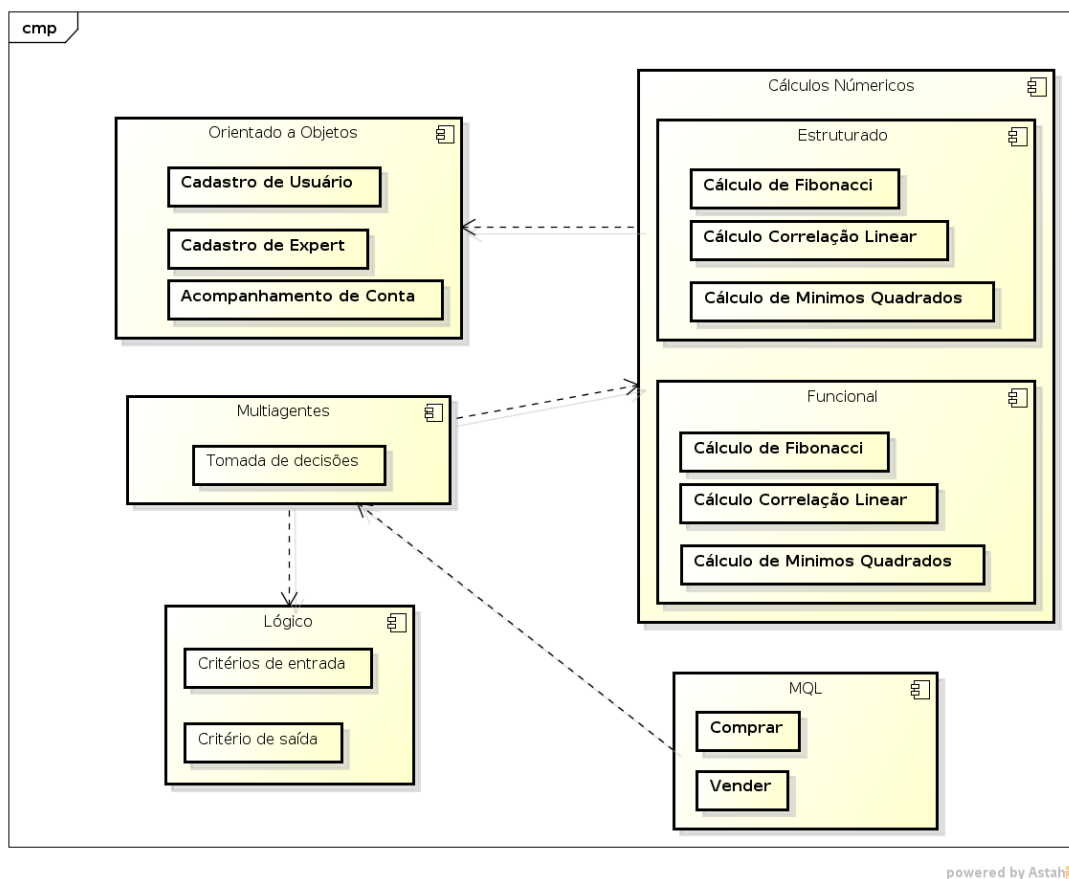 cmp
Cálculos Númericos
Orientado a Objetos
Estruturado
Cadastro de Usuário
Cálculo de Fibonacci
Cadastro de Expert
Cálculo Correlação Linear
Acompanhamento de Conta
Cálculo de Minimos Quadrados
Multiagentes
Funcional
Tomada de decisões
Cálculo de Fibonacci
Cálculo Correlação Linear
Cálculo de Minimos Quadrados
Lógico
Critérios de entrada
MQL
Critério de saída
Comprar
Vender
powered by Astah